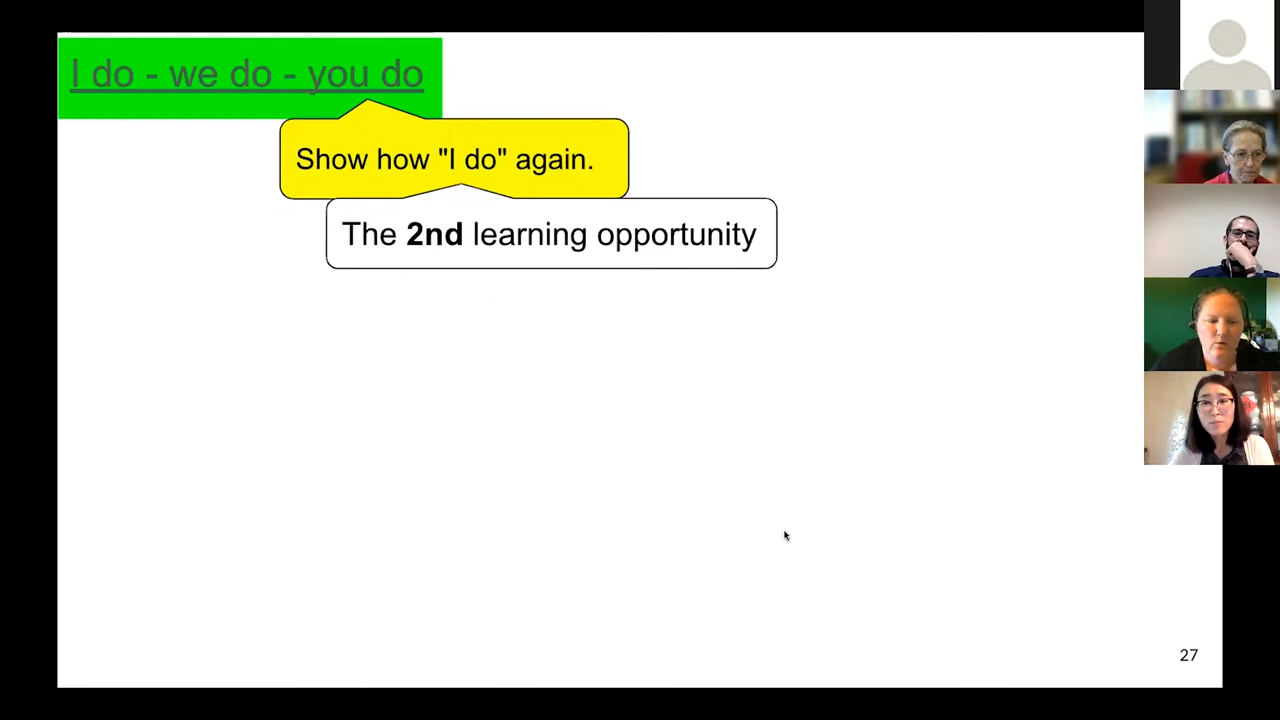 I do - we do - you do
Show how "I do" again.
The 2nd learning opportunity
27